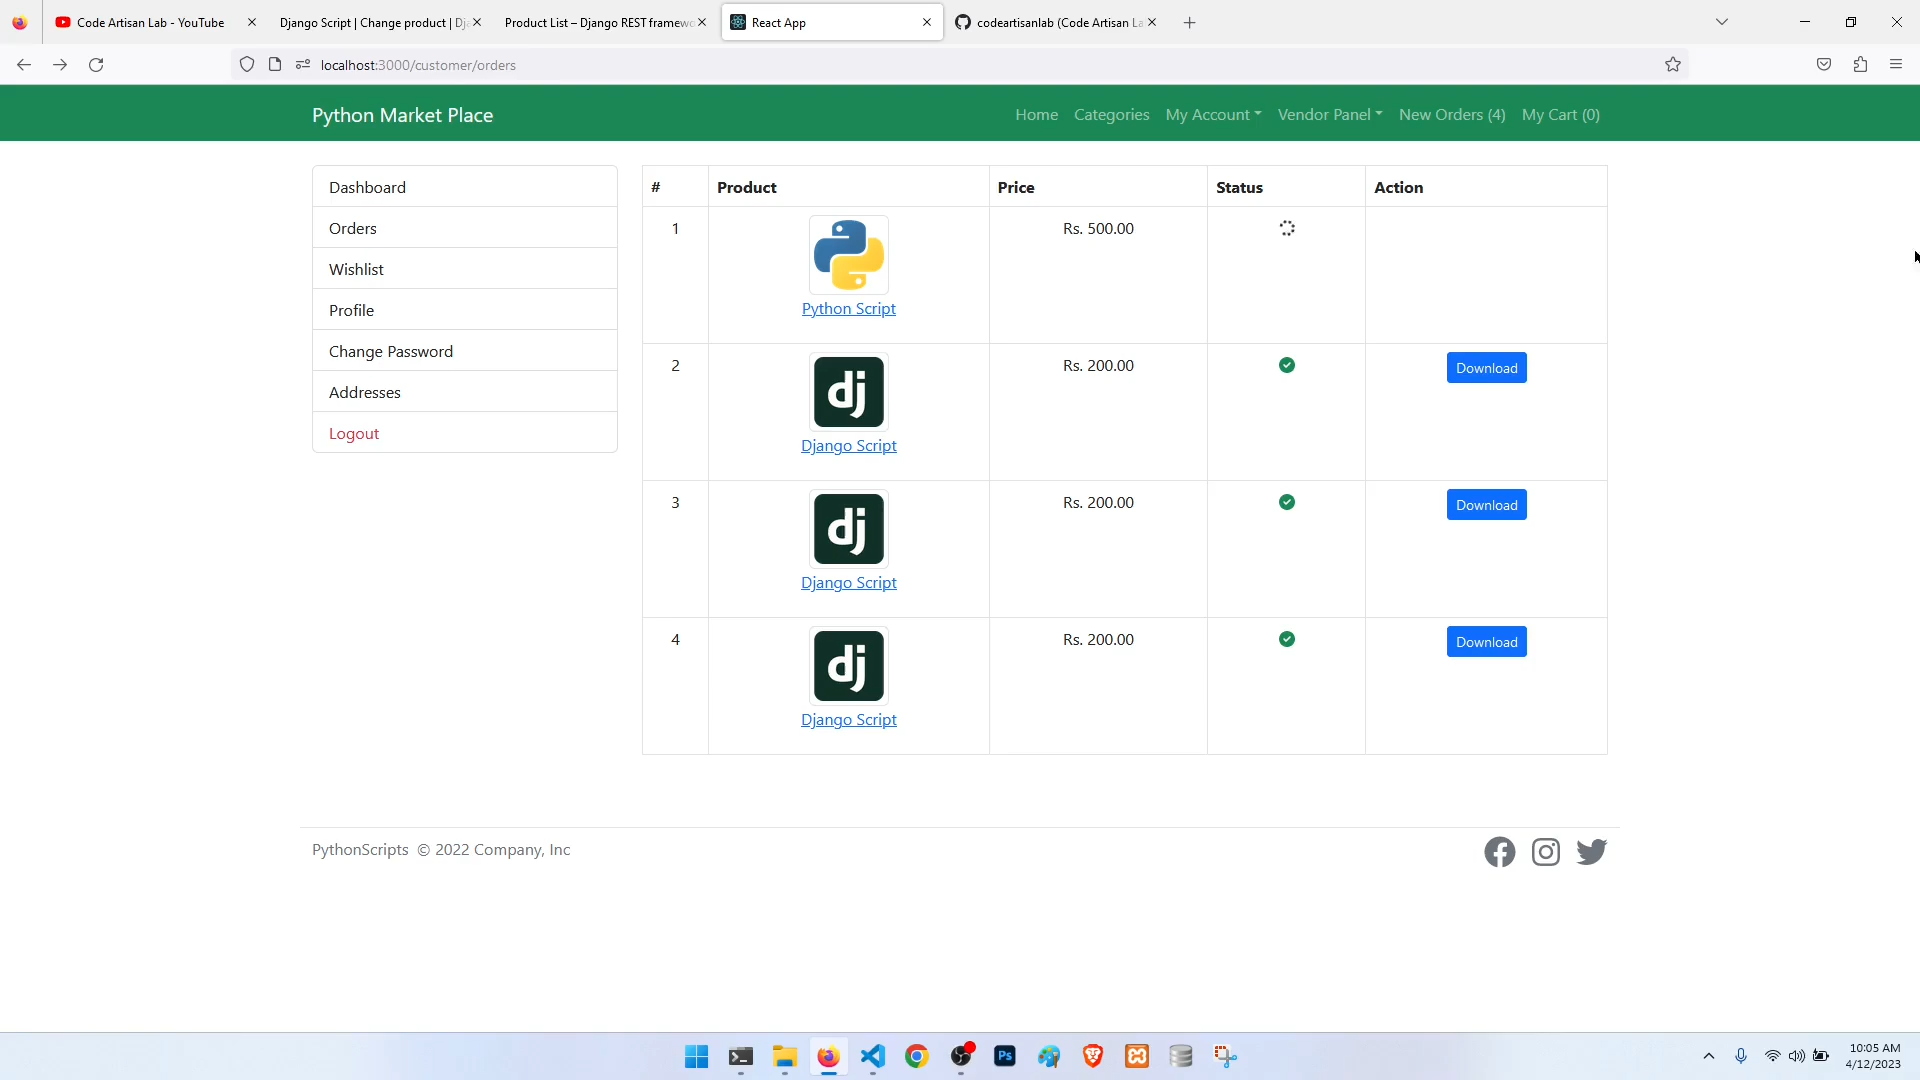 Code Artisan Lab - YouTube
Django Script | Change product | Dj
Product List – Django REST framewo
React App
codeartisanlab (Code Artisan La
localhost:3000/customer/orders
Python Market Place
Home
Categories
My Account
Vendor Panel
New Orders (4)
My Cart (0)
Dashboard
Orders
Wishlist
Profile
Change Password
Addresses
Logout
# Product Price Status Action
1 Rs. 500.00
Python Script
2 dj Rs. 200.00 Download
Django Script
3 dj Rs. 200.00 Download
Django Script
4 dj Rs. 200.00 Download
Django Script
PythonScripts © 2022 Company, Inc
Ps
10:05 AM
4/12/2023